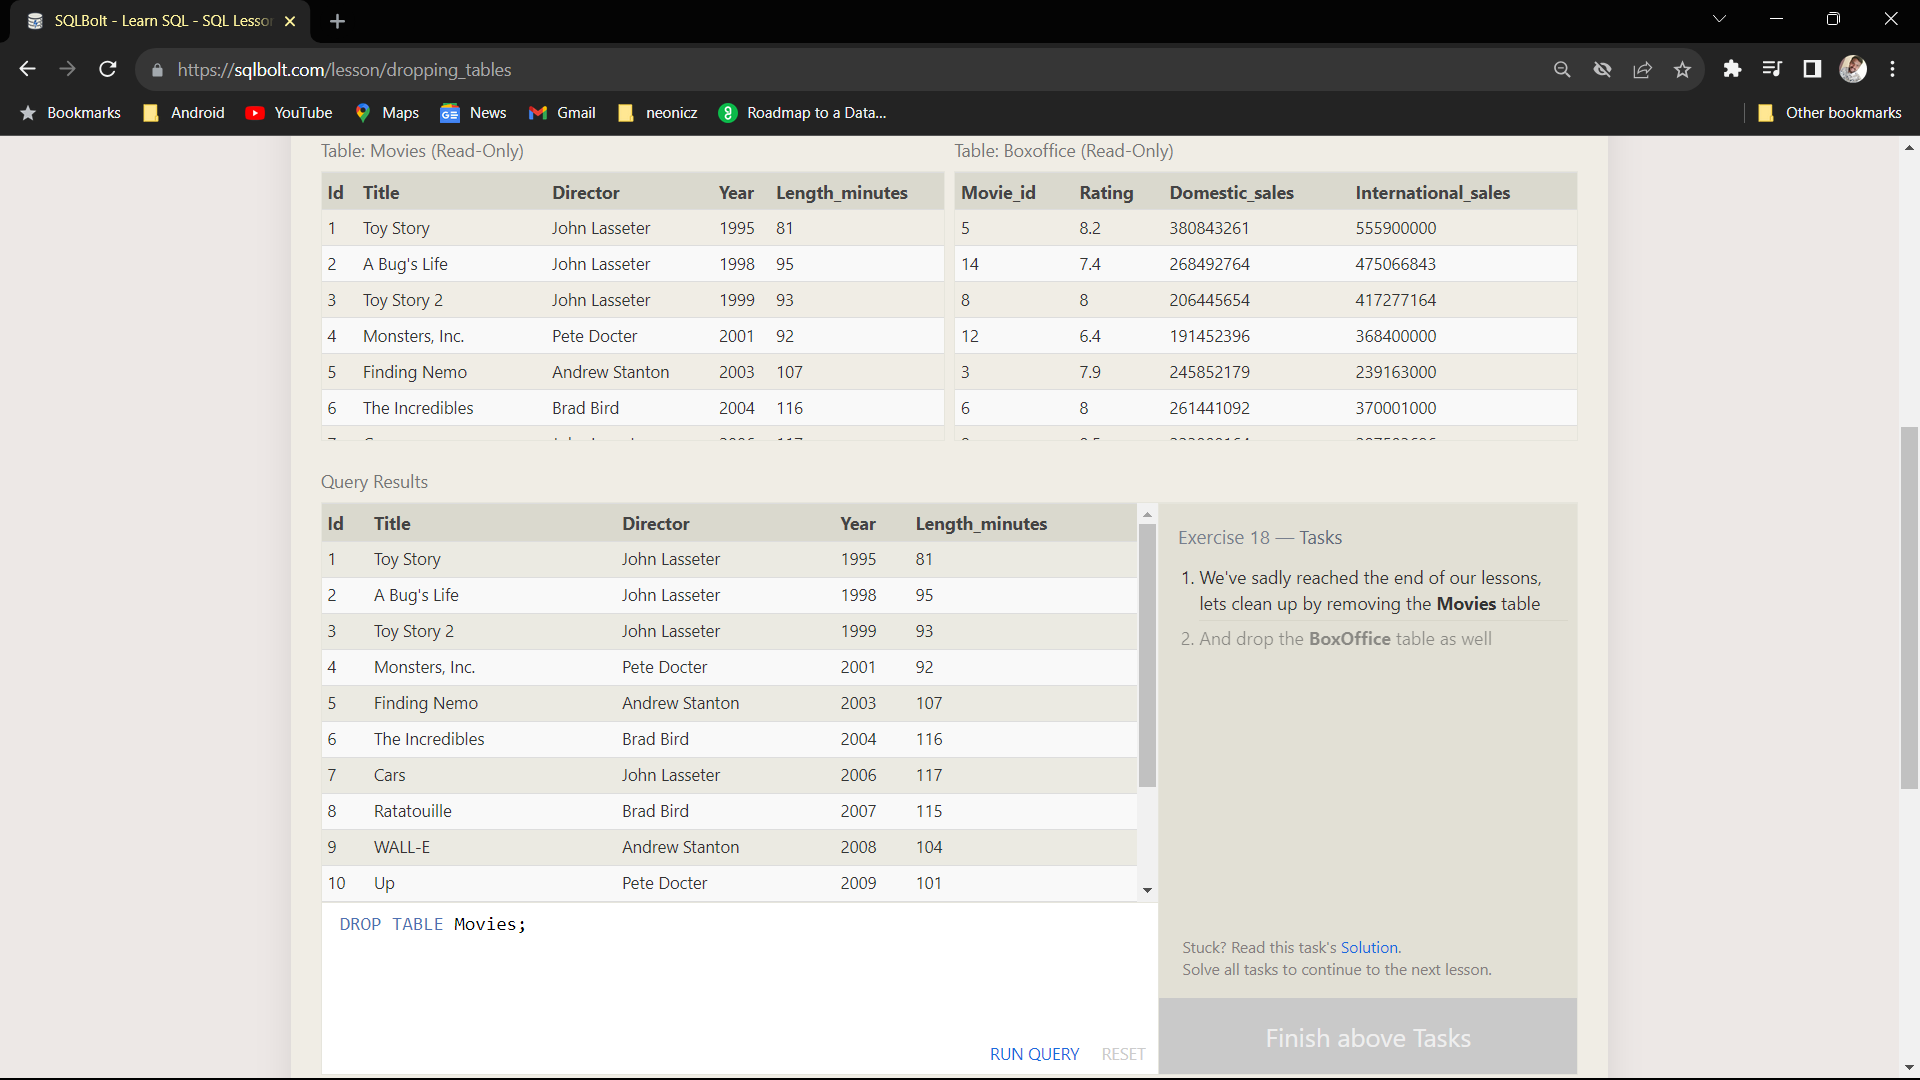 SQLBolt - Learn SQL - SQL Lesso
https://sqlbolt.com/lesson/dropping_tables
Bookmarks Android YouTube Maps News Gmail neonicz Roadmap to a Data... Other bookmarks
Table: Movies (Read-Only) Table: Boxoffice (Read-Only)
Id Title Director Year Length_minutes Movie_id Rating Domestic_sales International_sales
1 Toy Story John Lasseter 1995 81 5 8.2 380843261 555900000
2 A Bug's Life John Lasseter 1998 95 14 7.4 268492764 475066843
3 Toy Story 2 John Lasseter 1999 93 8 8 206445654 417277164
4 Monsters, Inc. Pete Docter 2001 92 12 6.4 191452396 368400000
5 Finding Nemo Andrew Stanton 2003 107 3 7.9 245852179 239163000
6 The Incredibles Brad Bird 2004 116 6 8 261441092 370001000
Query Results
Id Title Director Year Length_minutes
1 Toy Story John Lasseter 1995 81
2 A Bug's Life John Lasseter 1998 95
3 Toy Story 2 John Lasseter 1999 93
4 Monsters, Inc. Pete Docter 2001 92
5 Finding Nemo Andrew Stanton 2003 107
6 The Incredibles Brad Bird 2004 116
7 Cars John Lasseter 2006 117
8 Ratatouille Brad Bird 2007 115
9 WALL-E Andrew Stanton 2008 104
10 Up Pete Docter 2009 101
DROP TABLE Movies;
RUN QUERY RESET
Exercise 18 — Tasks
1. We've sadly reached the end of our lessons,
lets clean up by removing the Movies table
2. And drop the BoxOffice table as well
Stuck? Read this task's Solution.
Solve all tasks to continue to the next lesson.
Finish above Tasks